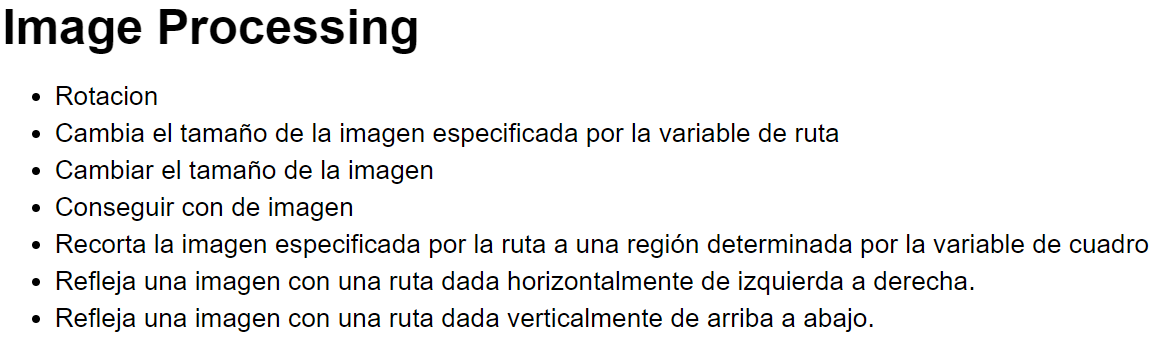 Image Processing
• Rotacion
• Cambia el tamaño de la imagen especificada por la variable de ruta
• Cambiar el tamaño de la imagen
• Conseguir con de imagen
• Recorta la imagen especificada por la ruta a una región determinada por la variable de cuadro
• Refleja una imagen con una ruta dada horizontalmente de izquierda a derecha.
• Refleja una imagen con una ruta dada verticalmente de arriba a abajo.